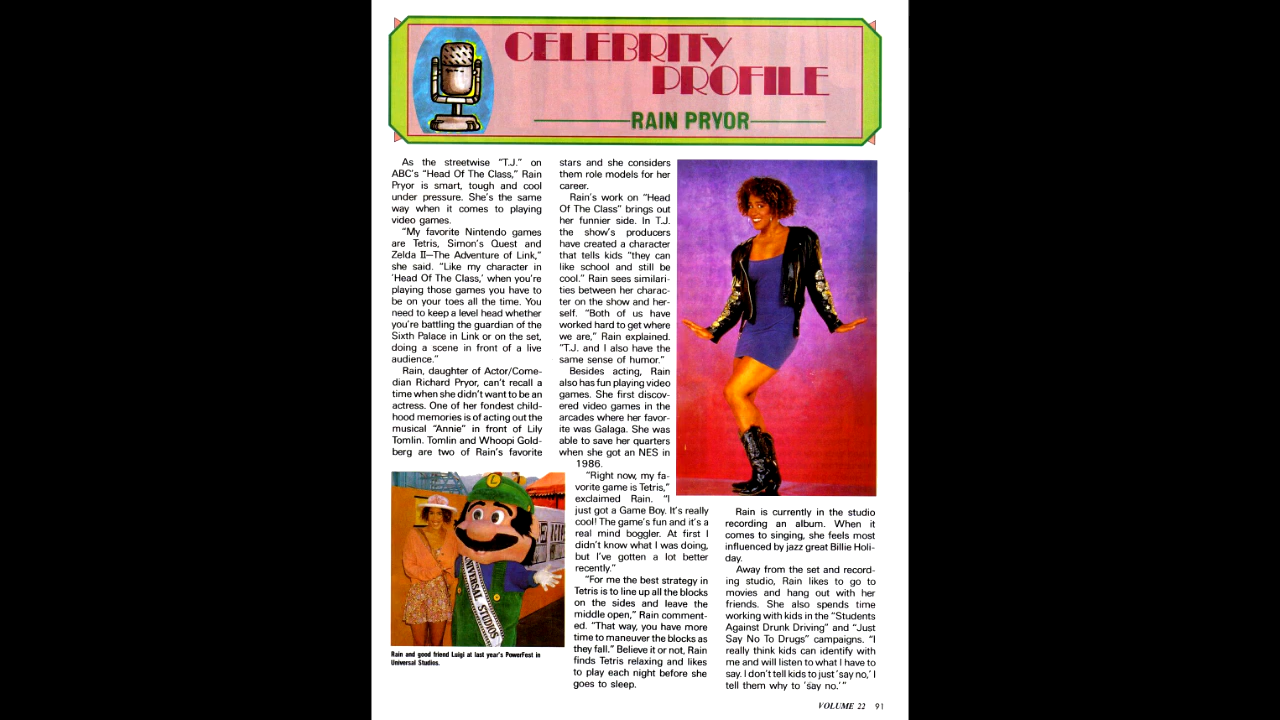 CELEBRITY
PROFILE
RAIN PRYOR
As the streetwise "T.J." on
ABC's "Head Of The Class," Rain
Pryor is smart, tough and cool
under pressure. She's the same
way when it comes to playing
video games.
"My favorite Nintendo games
are Tetris, Simon's Quest and
Zelda II—The Adventure of Link,"
she said. "Like my character in
'Head Of The Class,' when you're
playing those games you have to
be on your toes all the time. You
need to keep a level head whether
you're battling the guardian of the
Sixth Palace in Link or on the set,
doing a scene in front of a live
audience."
Rain, daughter of Actor/Come-
dian Richard Pryor, can't recall a
time when she didn't want to be an
actress. One of her fondest child-
hood memories is of acting out the
musical "Annie" in front of Lily
Tomlin. Tomlin and Whoopi Gold-
berg are two of Rain's favorite
L
UNIVERSAL STUDIOS
Rain and good friend Luigi at last year's PowerFest in
Universal Studios.
stars and she considers
them role models for her
career.
Rain's work on "Head
Of The Class" brings out
her funnier side. In T.J.
the show's producers
have created a character
that tells kids "they can
like school and still be
cool." Rain sees similari-
ties between her charac-
ter on the show and her-
self. "Both of us have
worked hard to get where
we are," Rain explained.
"T.J. and I also have the
same sense of humor."
Besides acting, Rain
also has fun playing video
games. She first discov-
ered video games in the
arcades where her favor-
ite was Galaga. She was
able to save her quarters
when she got an NES in
1986.
"Right now, my fa-
vorite game is Tetris,"
exclaimed Rain. "I
just got a Game Boy. It's really
cool! The game's fun and it's a
real mind boggler. At first I
didn't know what I was doing,
but I've gotten a lot better
recently."
"For me the best strategy in
Tetris is to line up all the blocks
on the sides and leave the
middle open," Rain comment-
ed. "That way, you have more
time to maneuver the blocks as
they fall." Believe it or not, Rain
finds Tetris relaxing and likes
to play each night before she
goes to sleep.
Rain is currently in the studio
recording an album. When it
comes to singing, she feels most
influenced by jazz great Billie Holi-
day.
Away from the set and record-
ing studio, Rain likes to go to
movies and hang out with her
friends. She also spends time
working with kids in the "Students
Against Drunk Driving" and "Just
Say No To Drugs" campaigns. "I
really think kids can identify with
me and will listen to what I have to
say. I don't tell kids to just 'say no,' I
tell them why to 'say no.'"
VOLUME 22 91